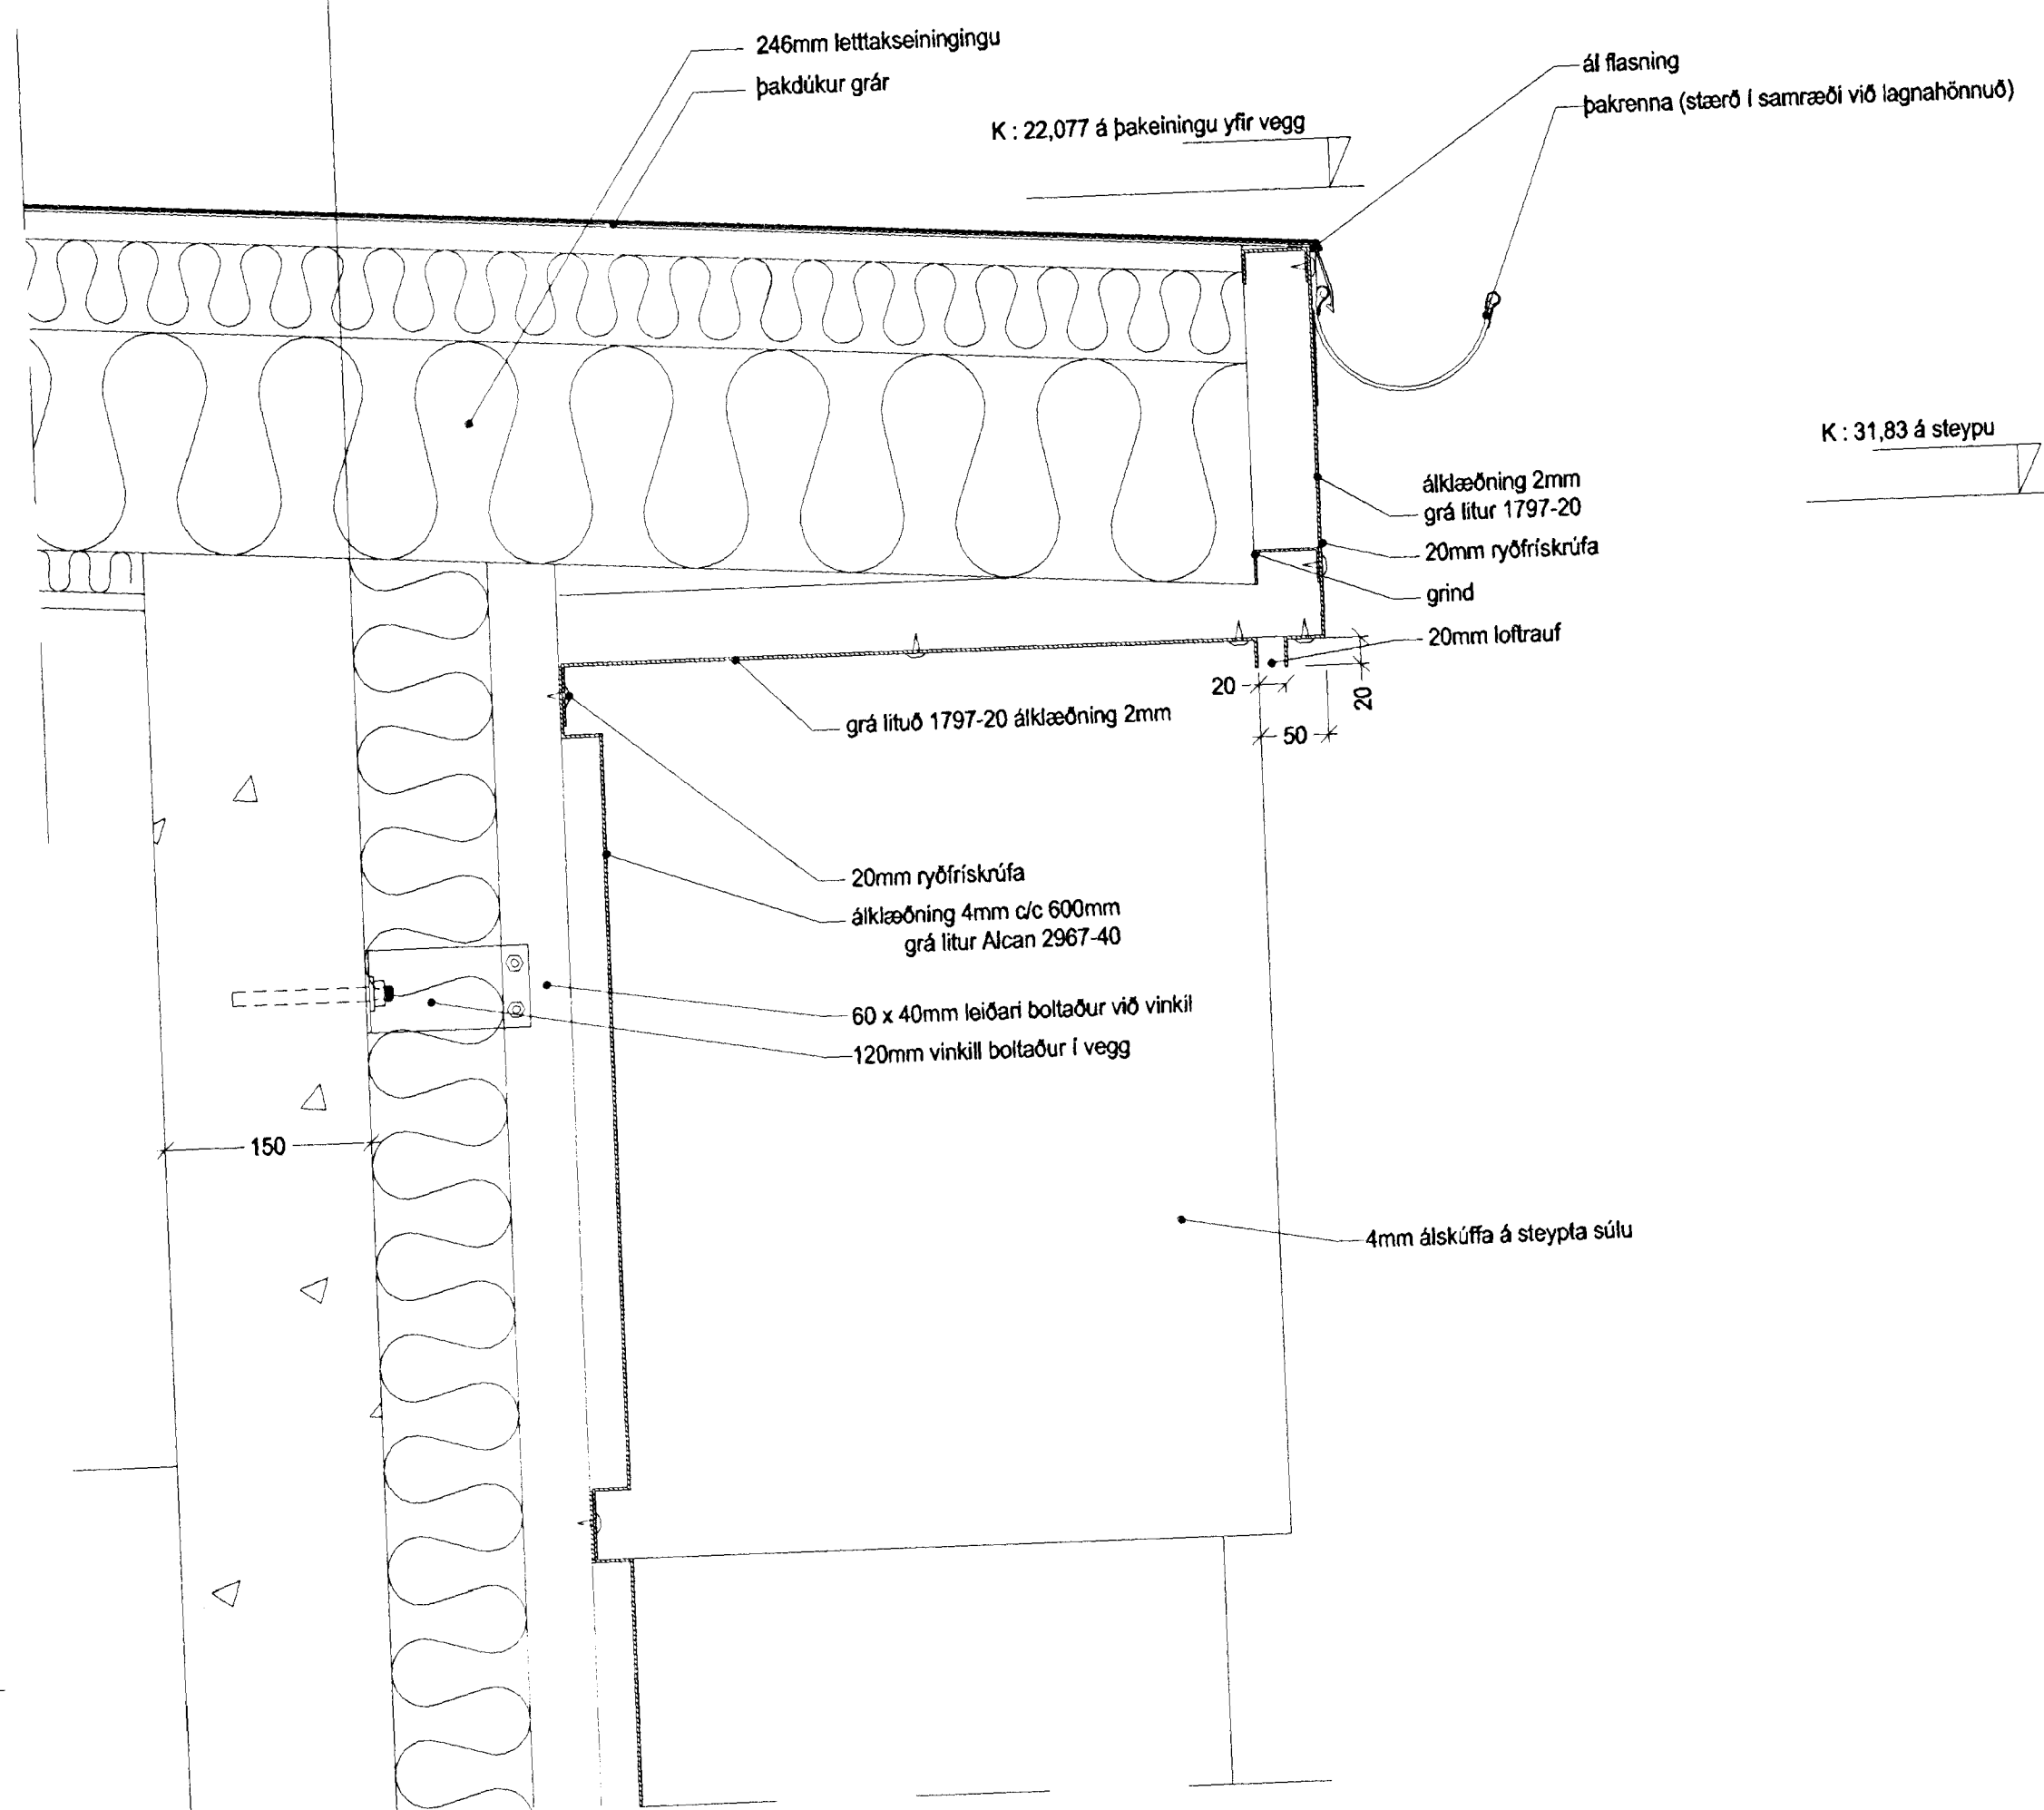 246mm letttakseiningingu
þakdúkur grár
ál flasning
þakrenna (stærð í samræði við lagnahönnuð)
K : 22,077 á þakeiningu yfir vegg
K : 31,83 á steypu
álklæðning 2mm
grá litur 1797-20
20mm ryðfrískrúfa
grind
20mm loftrauf
20
20
50
grá lituð 1797-20 álklæðning 2mm
20mm ryðfrískrúfa
álklæðning 4mm c/c 600mm
grá litur Alcan 2967-40
60 x 40mm leiðari boltaður við vinkil
120mm vinkill boltaður í vegg
150
4mm álskúffa á steypta súlu